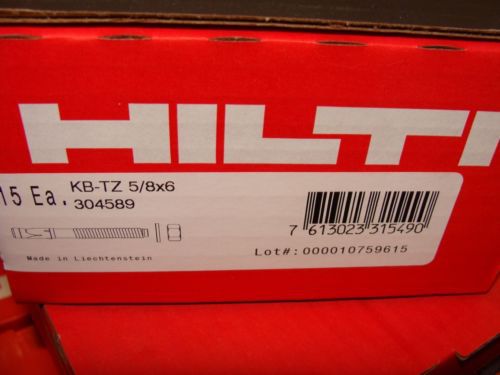 HILTI
15 Ea.
KB-TZ 5/8x6
304589
7 613023 315490
Lot#: 000010759615
Made in Liechtenstein